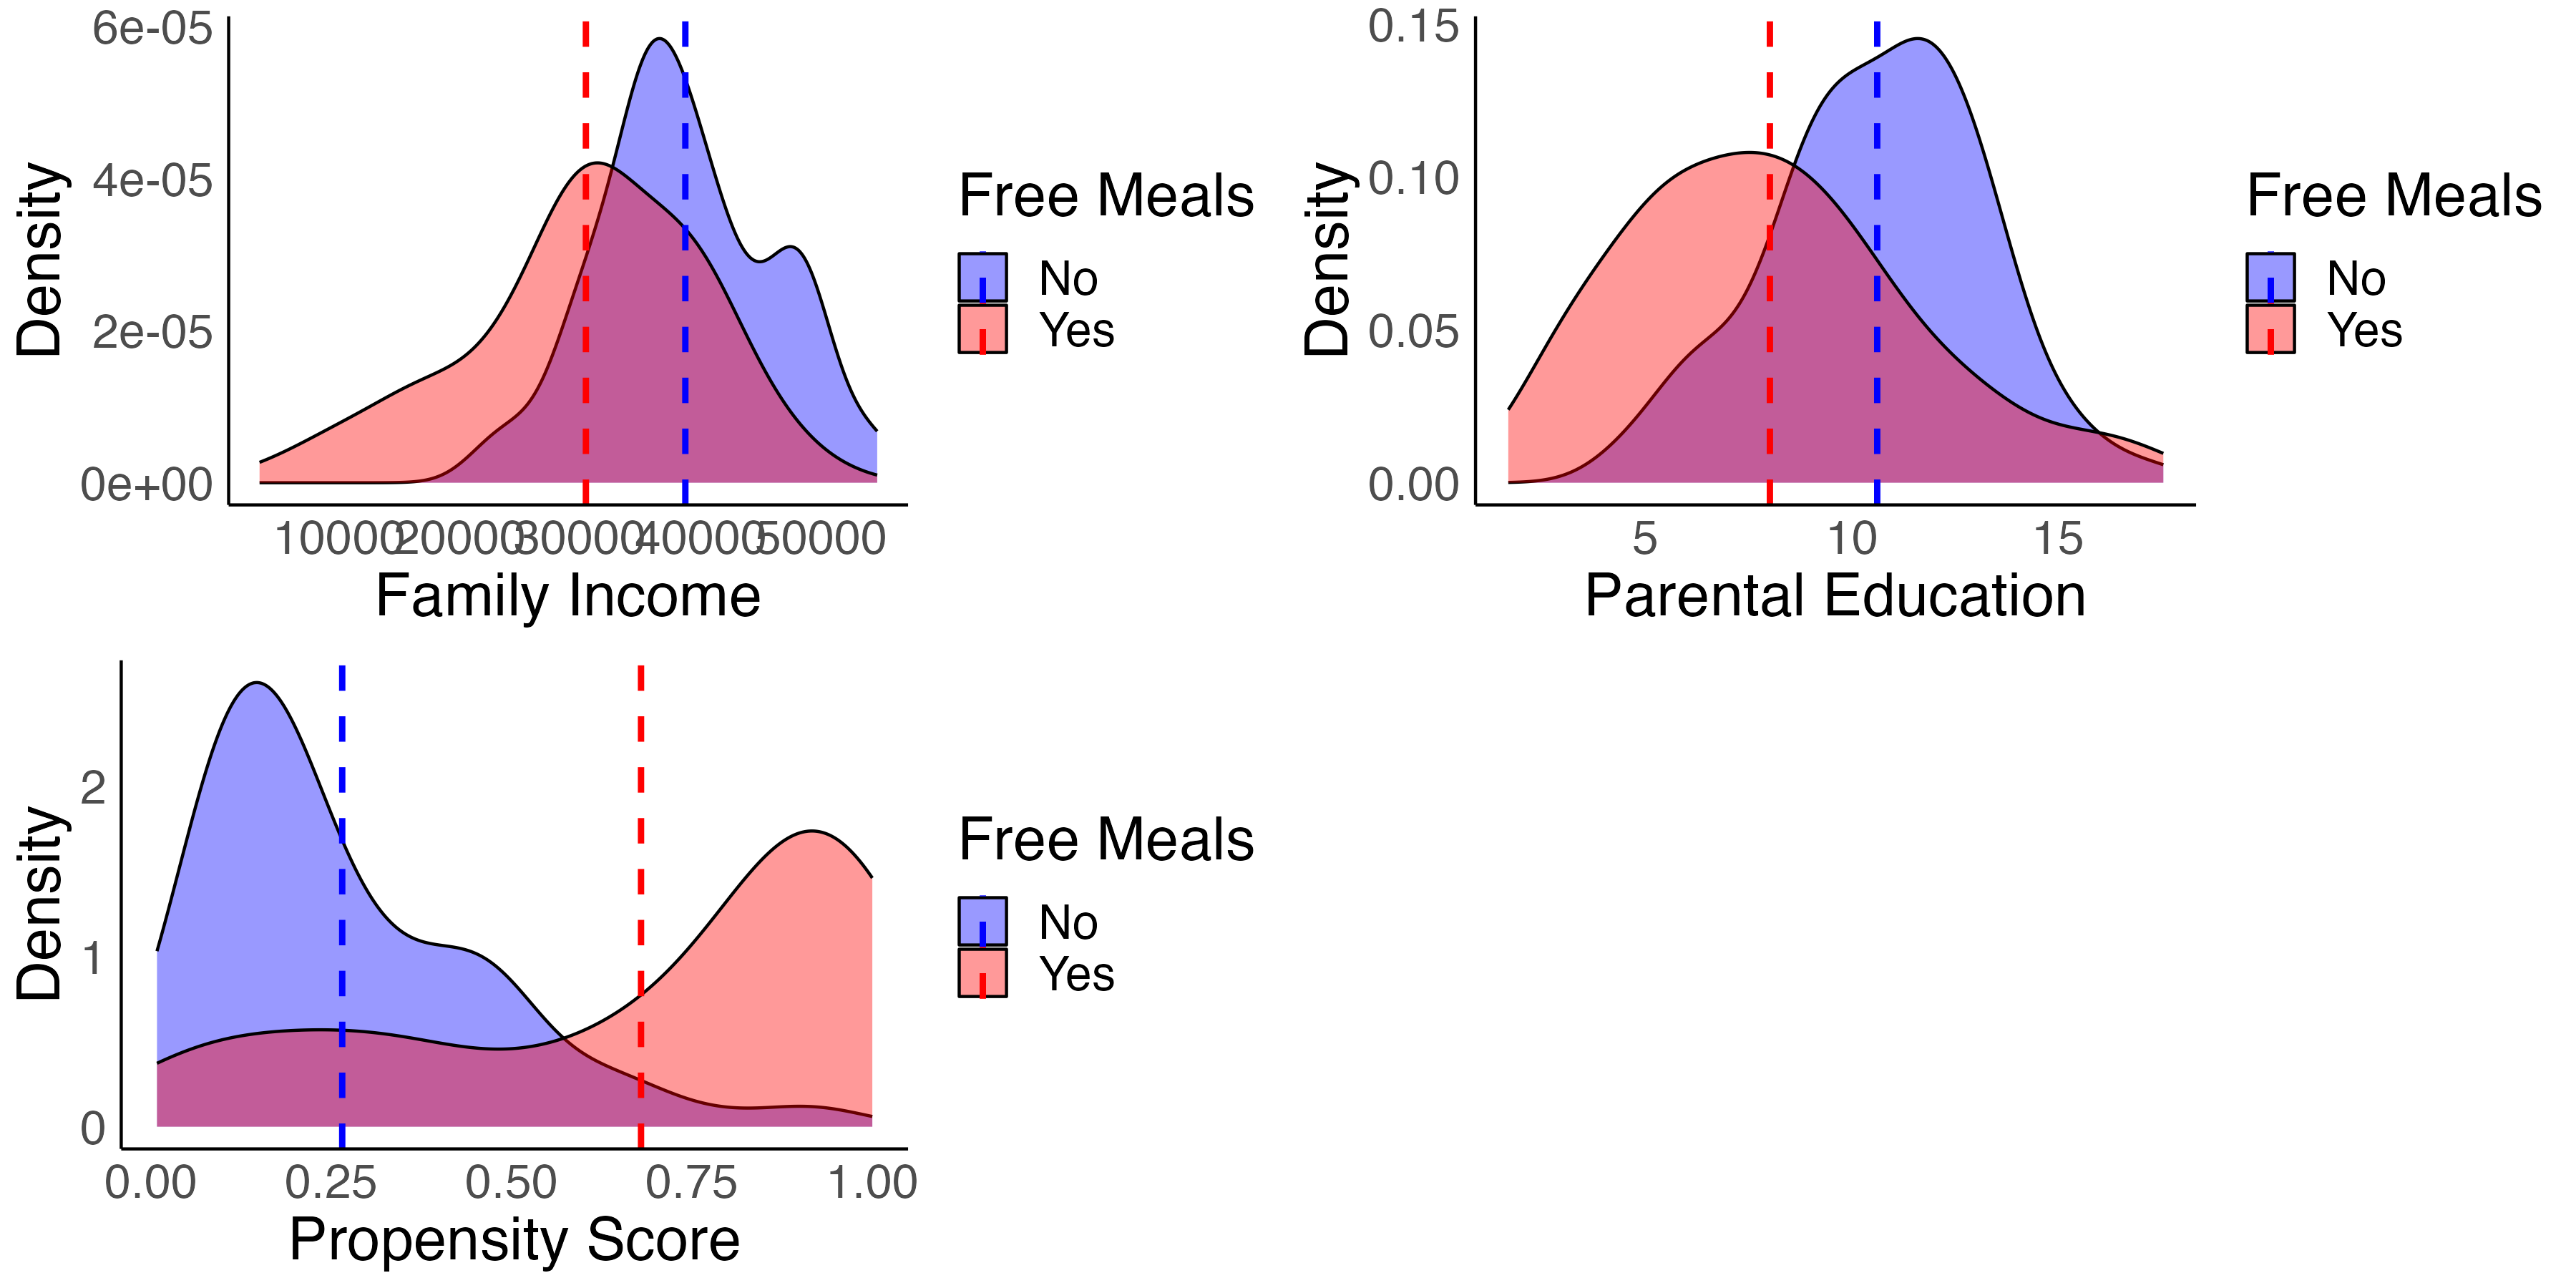 Density
6e-05
4e-05
2e-05
0e+00
10000 20000 30000 40000 50000
Family Income
Free Meals
No
Yes
Density
0.15
0.10
0.05
0.00
5 10 15
Parental Education
Free Meals
No
Yes
Density
2
1
0
0.00 0.25 0.50 0.75 1.00
Propensity Score
Free Meals
No
Yes